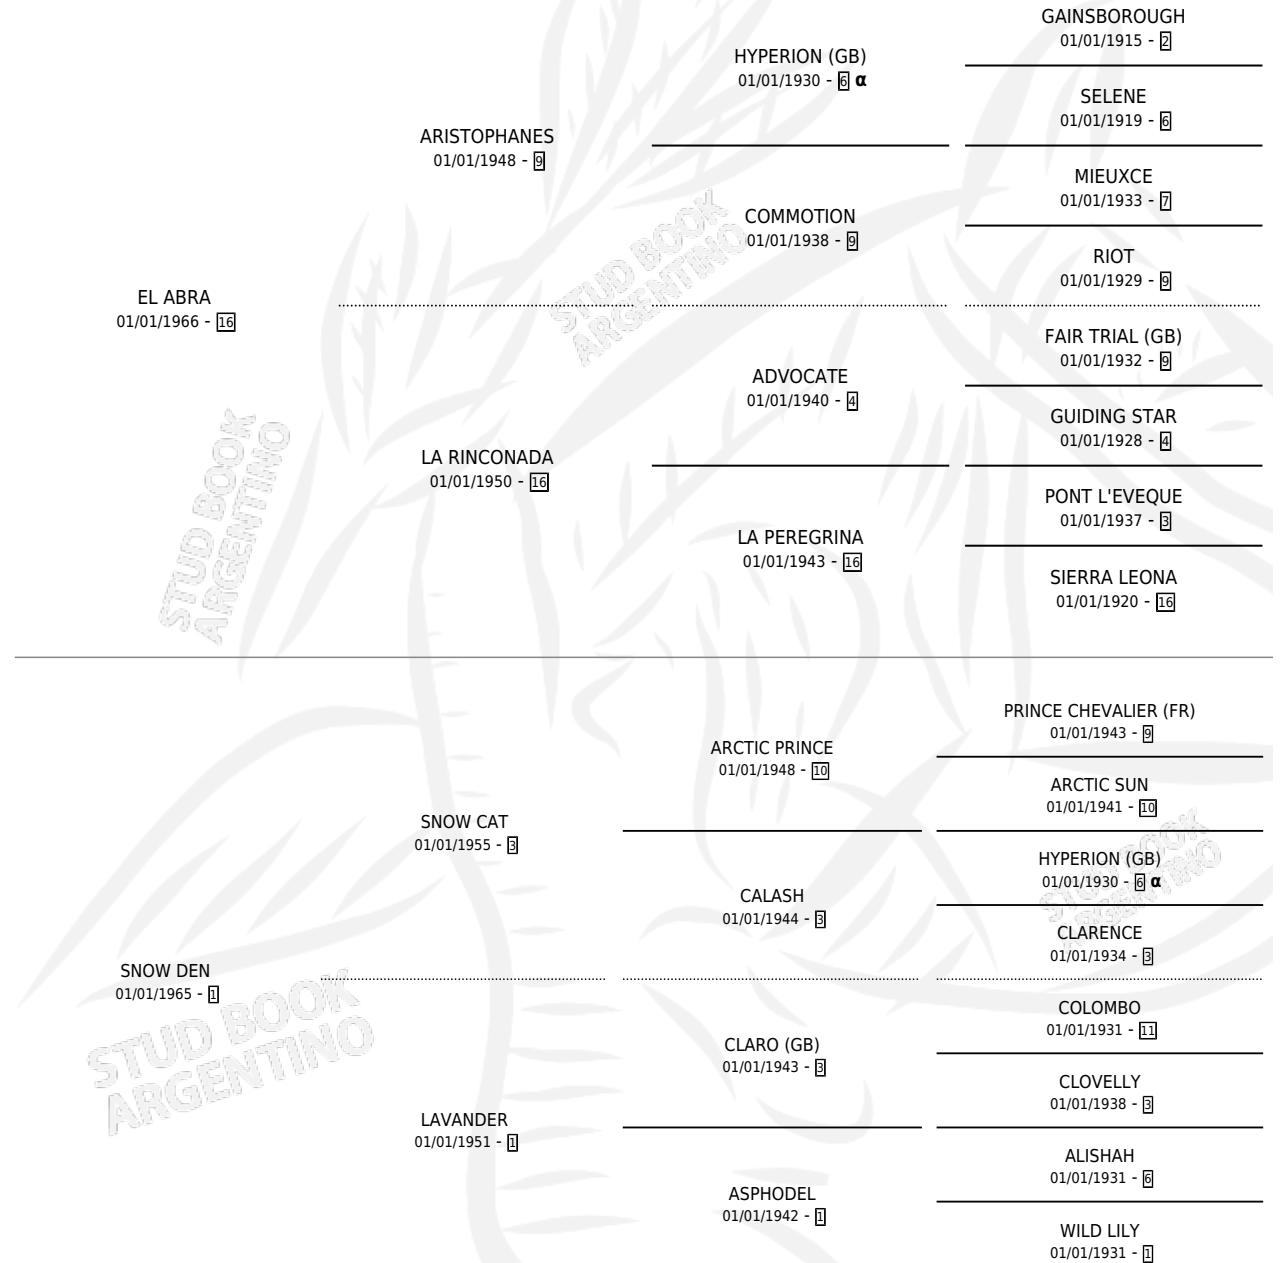 GAINSBOROUGH
01/01/1915 - 2
HYPERION (GB)
01/01/1930 - 6 α
SELENE
01/01/1919 - 6
ARISTOPHANES
01/01/1948 - 9
MIEUXCE
01/01/1933 - 7
COMMOTION
01/01/1938 - 9
RIOT
01/01/1929 - 9
EL ABRA
01/01/1966 - 16
FAIR TRIAL (GB)
01/01/1932 - 9
ADVOCATE
01/01/1940 - 4
GUIDING STAR
01/01/1928 - 4
LA RINCONADA
01/01/1950 - 16
PONT L'EVEQUE
01/01/1937 - 3
LA PEREGRINA
01/01/1943 - 16
SIERRA LEONA
01/01/1920 - 16
PRINCE CHEVALIER (FR)
01/01/1943 - 9
ARCTIC PRINCE
01/01/1948 - 10
ARCTIC SUN
01/01/1941 - 10
SNOW CAT
01/01/1955 - 3
HYPERION (GB)
01/01/1930 - 6 α
CALASH
01/01/1944 - 3
CLARENCE
01/01/1934 - 3
SNOW DEN
01/01/1965 - 1
COLOMBO
01/01/1931 - 11
CLARO (GB)
01/01/1943 - 3
CLOVELLY
01/01/1938 - 3
LAVANDER
01/01/1951 - 1
ALISHAH
01/01/1931 - 6
ASPHODEL
01/01/1942 - 1
WILD LILY
01/01/1931 - 1
STUD BOOK
ARGENTINO
STUD BOOK
ARGENTINO
STUD BOOK
ARGENTINO
STUD BOOK
ARGENTINO